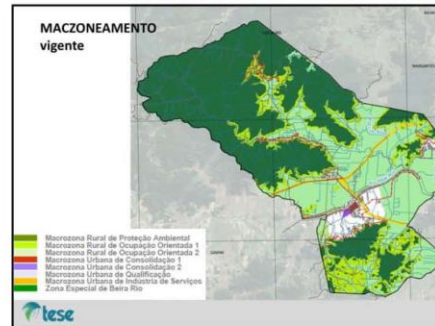 MACZONEAMENTO
vigente
Macrozona Rural de Proteção Ambiental
Macrozona Rural de Ocupação Orientada 1
Macrozona Rural de Ocupação Orientada 2
Macrozona Urbana de Consolidação 1
Macrozona Urbana de Consolidação 2
Macrozona Urbana de Qualificação
Macrozona Urbana de Industria de Serviços
Zona Especial de Beira Rio
tese